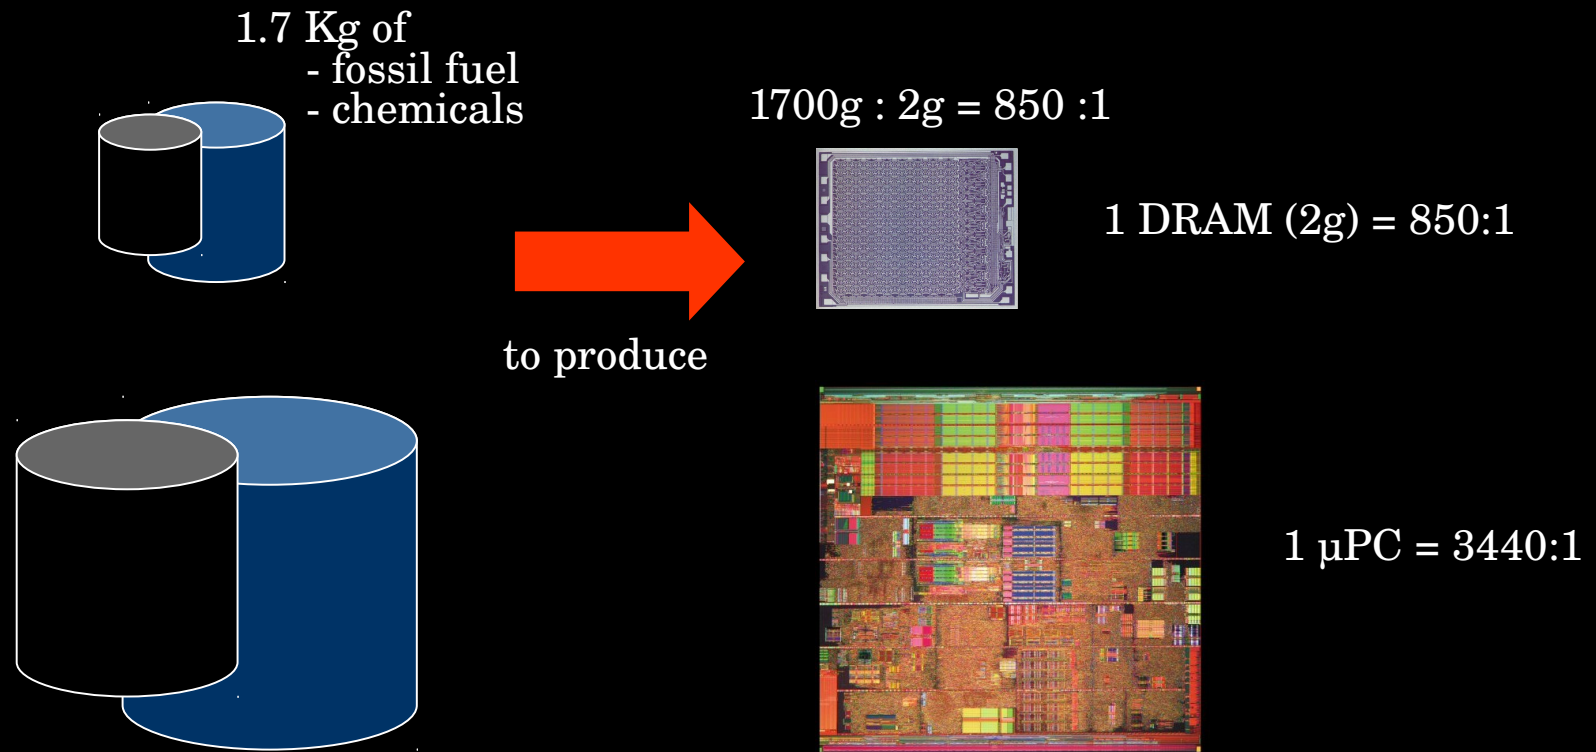 1.7 Kg of
- fossil fuel
- chemicals
1700g : 2g = 850 :1
1 DRAM (2g) = 850:1
to produce
1 µPC = 3440:1